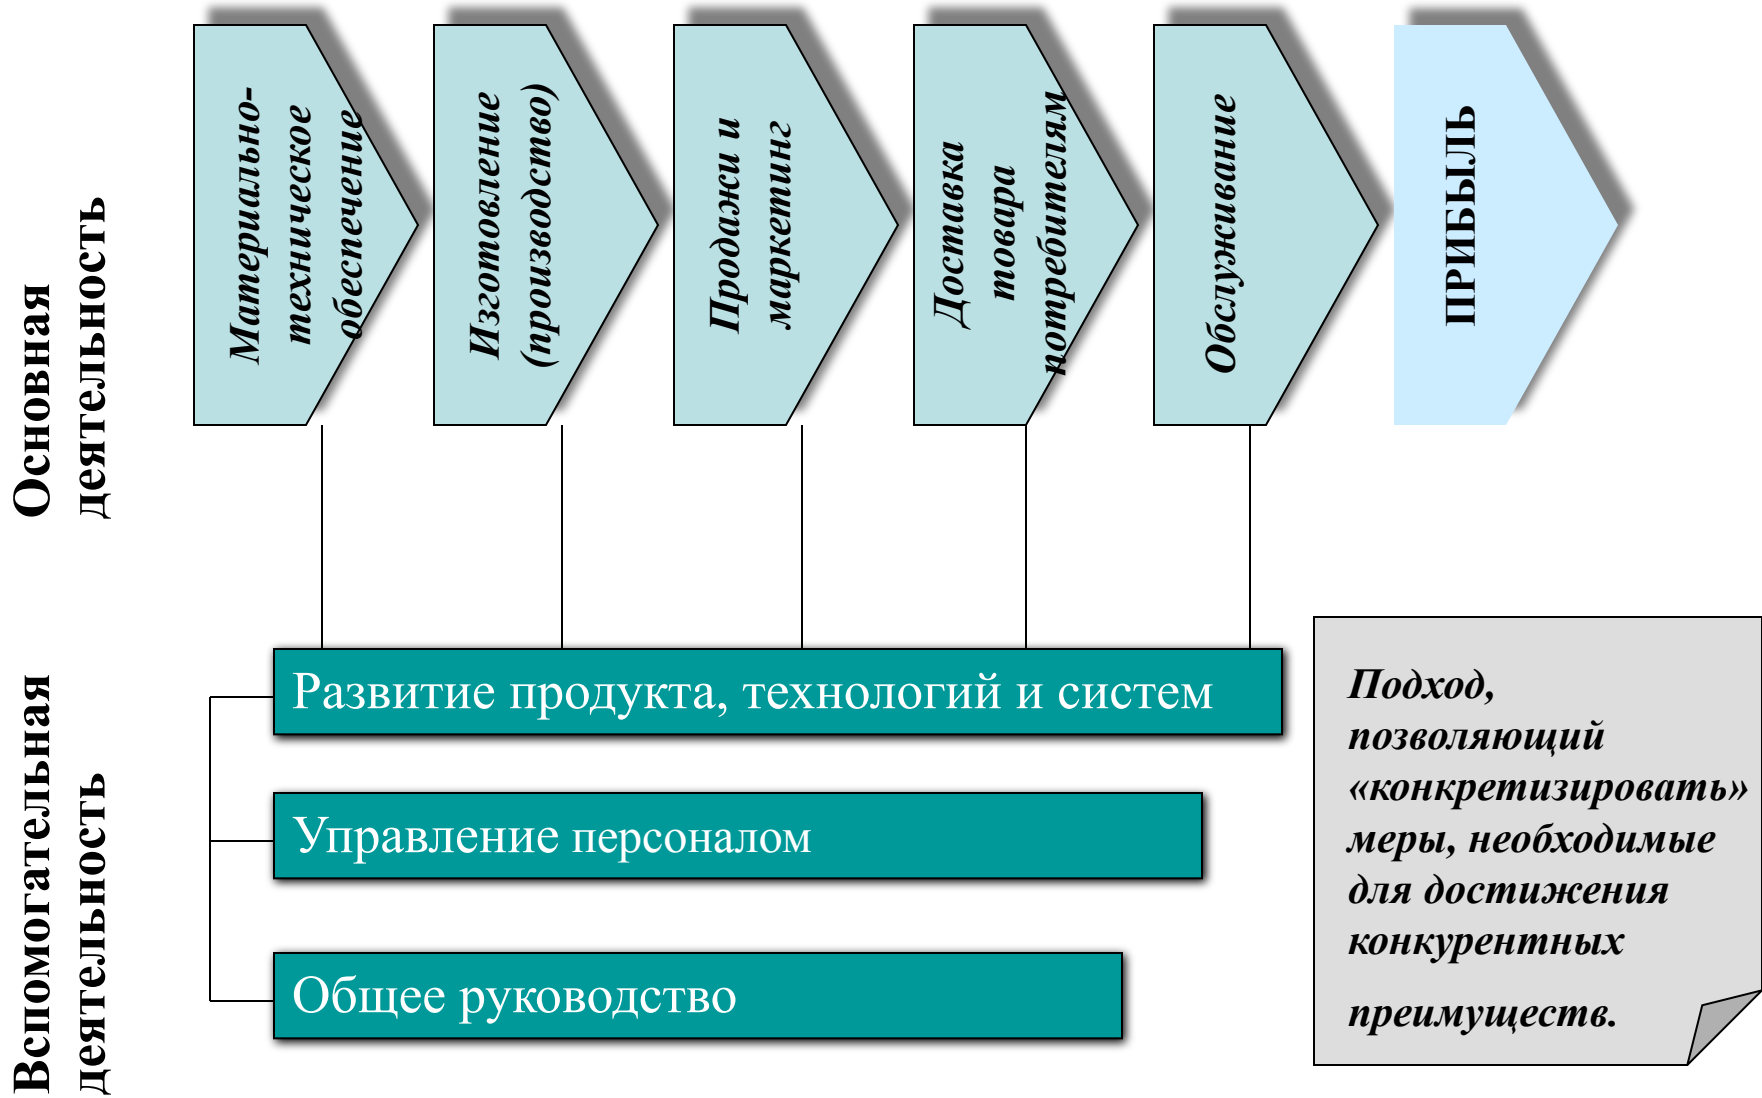 Основная
деятельность
Материально-
техническое
обеспечение
Изготовление
(производство)
Продажи и
маркетинг
Доставка
товара
потребителям
Обслуживание
ПРИБЫЛЬ
Вспомогательная
деятельность
Развитие продукта, технологий и систем
Управление персоналом
Общее руководство
Подход,
позволяющий
«конкретизировать»
меры, необходимые
для достижения
конкурентных
преимуществ.